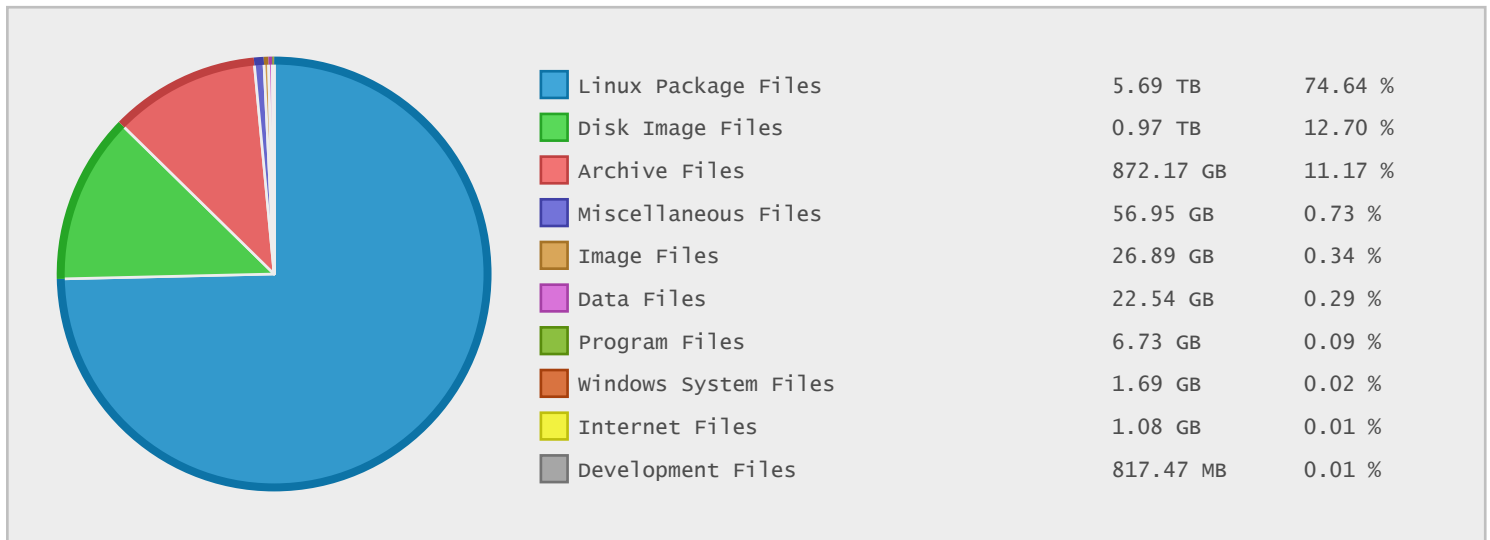 Linux Package Files 5.69 TB 74.64 %
Disk Image Files 0.97 TB 12.70 %
Archive Files 872.17 GB 11.17 %
Miscellaneous Files 56.95 GB 0.73 %
Image Files 26.89 GB 0.34 %
Data Files 22.54 GB 0.29 %
Program Files 6.73 GB 0.09 %
Windows System Files 1.69 GB 0.02 %
Internet Files 1.08 GB 0.01 %
Development Files 817.47 MB 0.01 %